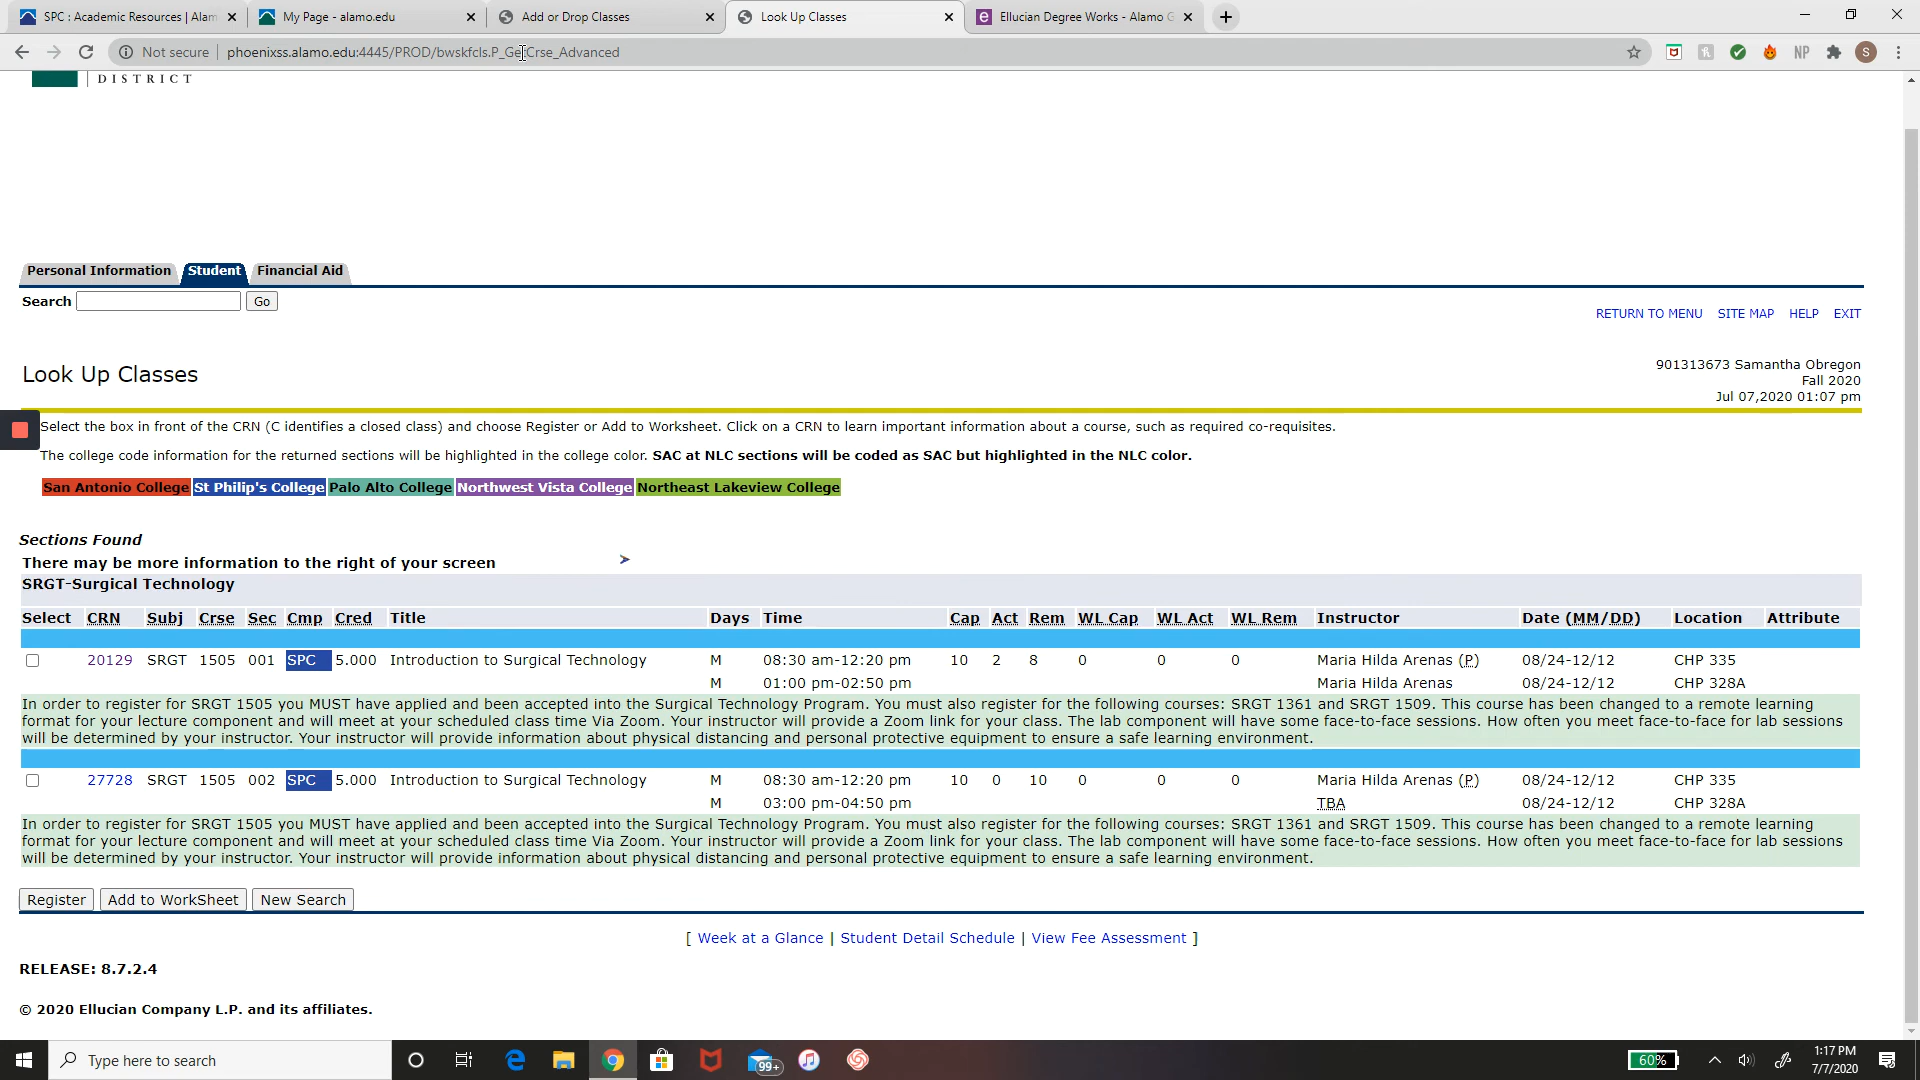 SPC : Academic Resources | Alam
My Page - alamo.edu
Add or Drop Classes
Look Up Classes
Ellucian Degree Works - Alamo C
Not secure | phoenixss.alamo.edu:4445/PROD/bwskfcls.P_GetCrse_Advanced
NP
S
DISTRICT
Personal Information Student Financial Aid
Search Go
RETURN TO MENU SITE MAP HELP EXIT
Look Up Classes
901313673 Samantha Obregon
Fall 2020
Jul 07,2020 01:07 pm
Select the box in front of the CRN (C identifies a closed class) and choose Register or Add to Worksheet. Click on a CRN to learn important information about a course, such as required co-requisites.
The college code information for the returned sections will be highlighted in the college color. SAC at NLC sections will be coded as SAC but highlighted in the NLC color.
San Antonio College St Philip's College Palo Alto College Northwest Vista College Northeast Lakeview College
Sections Found
There may be more information to the right of your screen
SRGT-Surgical Technology
Select CRN Subj Crse Sec Cmp Cred Title Days Time Cap Act Rem WL Cap WL Act WL Rem Instructor Date (MM/DD) Location Attribute
20129 SRGT 1505 001 SPC 5.000 Introduction to Surgical Technology M 08:30 am-12:20 pm 10 2 8 0 0 0 Maria Hilda Arenas (P) 08/24-12/12 CHP 335
M 01:00 pm-02:50 pm Maria Hilda Arenas 08/24-12/12 CHP 328A
In order to register for SRGT 1505 you MUST have applied and been accepted into the Surgical Technology Program. You must also register for the following courses: SRGT 1361 and SRGT 1509. This course has been changed to a remote learning
format for your lecture component and will meet at your scheduled class time Via Zoom. Your instructor will provide a Zoom link for your class. The lab component will have some face-to-face sessions. How often you meet face-to-face for lab sessions
will be determined by your instructor. Your instructor will provide information about physical distancing and personal protective equipment to ensure a safe learning environment.
27728 SRGT 1505 002 SPC 5.000 Introduction to Surgical Technology M 08:30 am-12:20 pm 10 0 10 0 0 0 Maria Hilda Arenas (P) 08/24-12/12 CHP 335
M 03:00 pm-04:50 pm TBA 08/24-12/12 CHP 328A
In order to register for SRGT 1505 you MUST have applied and been accepted into the Surgical Technology Program. You must also register for the following courses: SRGT 1361 and SRGT 1509. This course has been changed to a remote learning
format for your lecture component and will meet at your scheduled class time Via Zoom. Your instructor will provide a Zoom link for your class. The lab component will have some face-to-face sessions. How often you meet face-to-face for lab sessions
will be determined by your instructor. Your instructor will provide information about physical distancing and personal protective equipment to ensure a safe learning environment.
Register Add to WorkSheet New Search
[ Week at a Glance | Student Detail Schedule | View Fee Assessment ]
RELEASE: 8.7.2.4
© 2020 Ellucian Company L.P. and its affiliates.
Type here to search
99+
60%
1:17 PM
7/7/2020